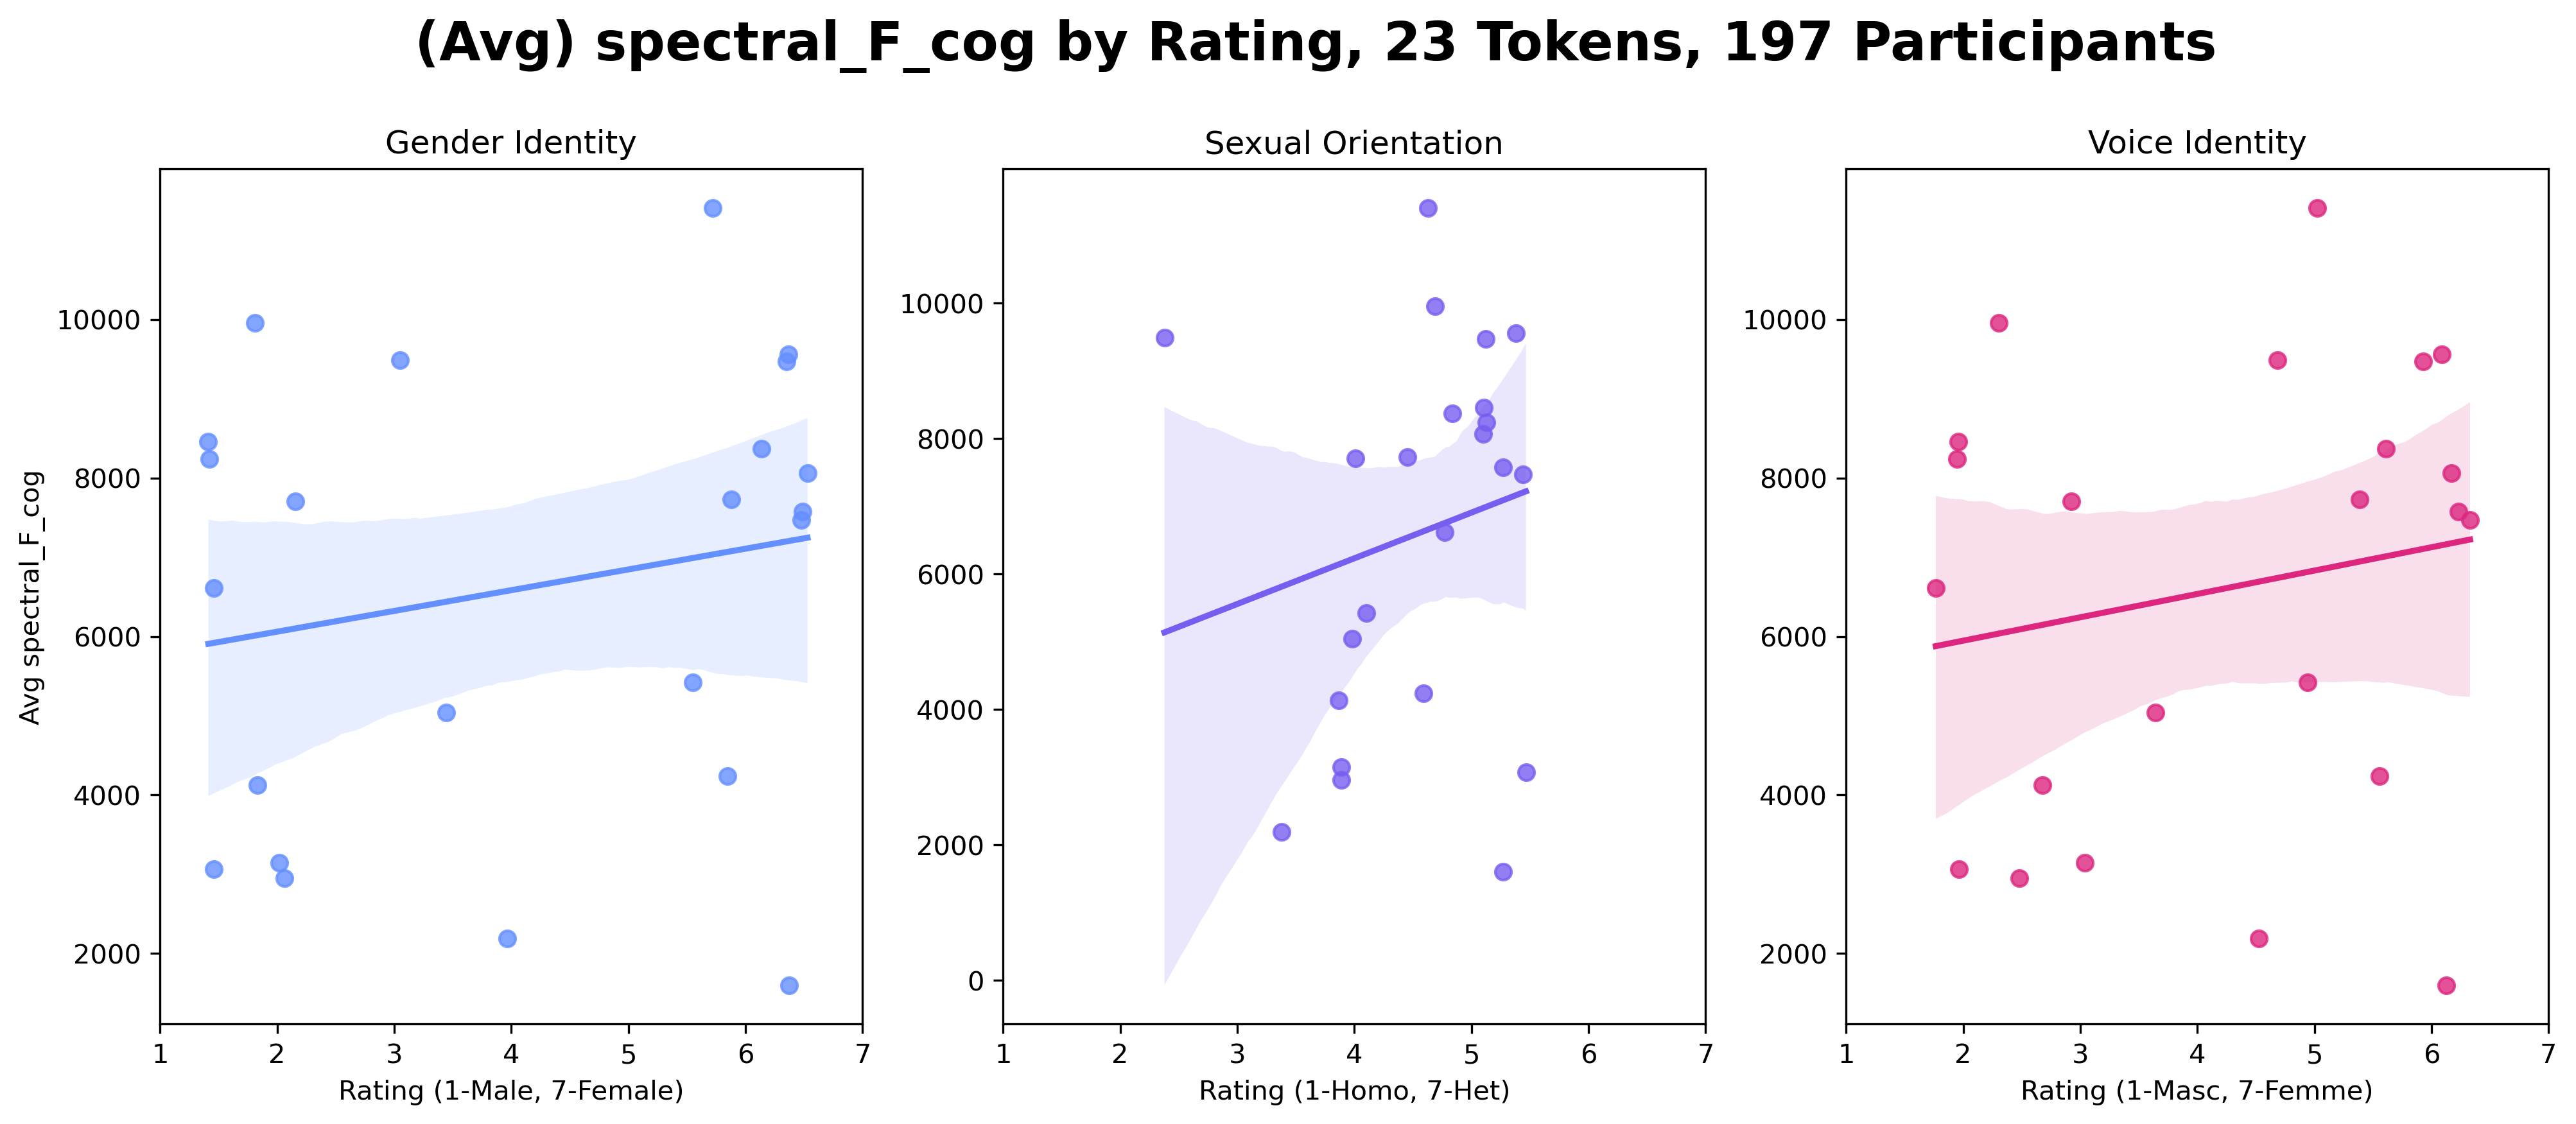 (Avg) spectral_F_cog by Rating, 23 Tokens, 197 Participants
Gender Identity
Avg spectral_F_cog
10000
8000
6000
4000
2000
1 2 3 4 5 6 7
Rating (1-Male, 7-Female)
Sexual Orientation
10000
8000
6000
4000
2000
0
1 2 3 4 5 6 7
Rating (1-Homo, 7-Het)
Voice Identity
10000
8000
6000
4000
2000
1 2 3 4 5 6 7
Rating (1-Masc, 7-Femme)